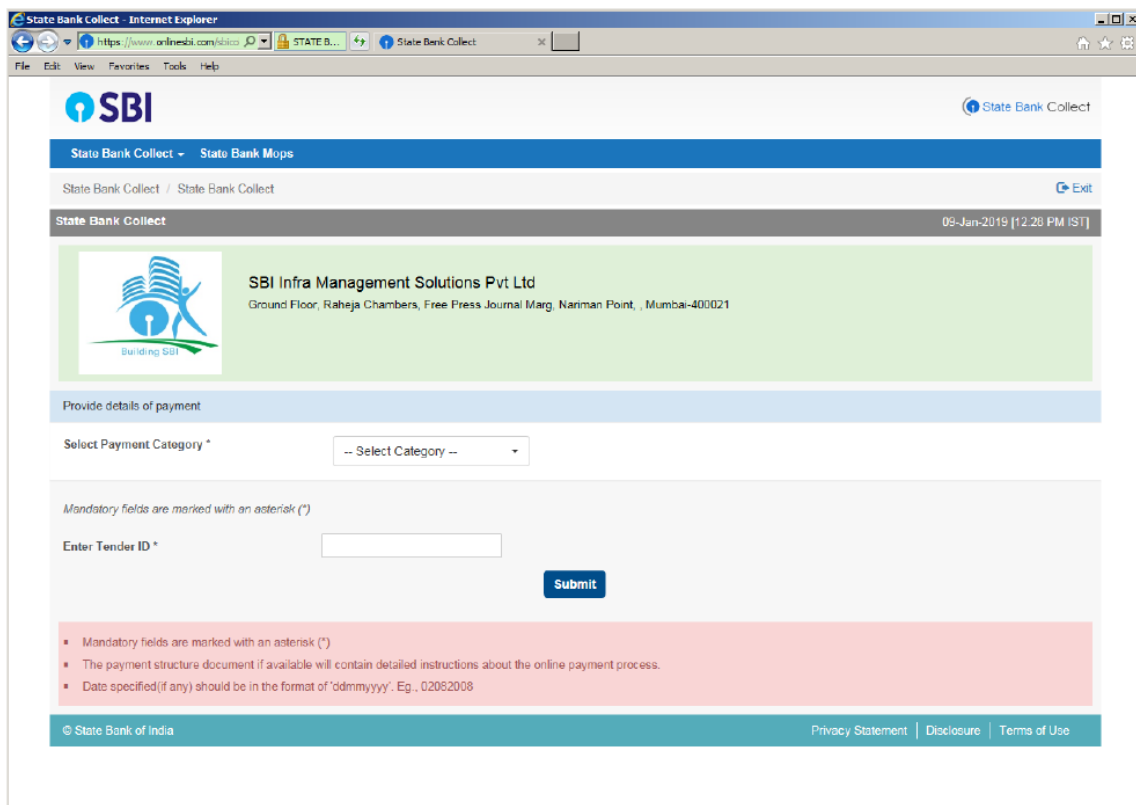 State Bank Collect - Internet Explorer
https://www.onlinesbi.com/sbico
STATE B...
State Bank Collect
File Edit View Favorites Tools Help
SBI
State Bank Collect
State Bank Collect State Bank Mops
State Bank Collect / State Bank Collect
Exit
State Bank Collect
09-Jan-2019 [12.28 PM IST]
Building SBI
SBI Infra Management Solutions Pvt Ltd
Ground Floor, Raheja Chambers, Free Press Journal Marg, Nariman Point, , Mumbai-400021
Provide details of payment
Select Payment Category *
-- Select Category --
Mandatory fields are marked with an asterisk (*)
Enter Tender ID *
Submit
Mandatory fields are marked with an asterisk (*)
The payment structure document if available will contain detailed instructions about the online payment process.
Date specified(if any) should be in the format of 'ddmmyyyy'. Eg., 02082008
© State Bank of India
Privacy Statement | Disclosure | Terms of Use